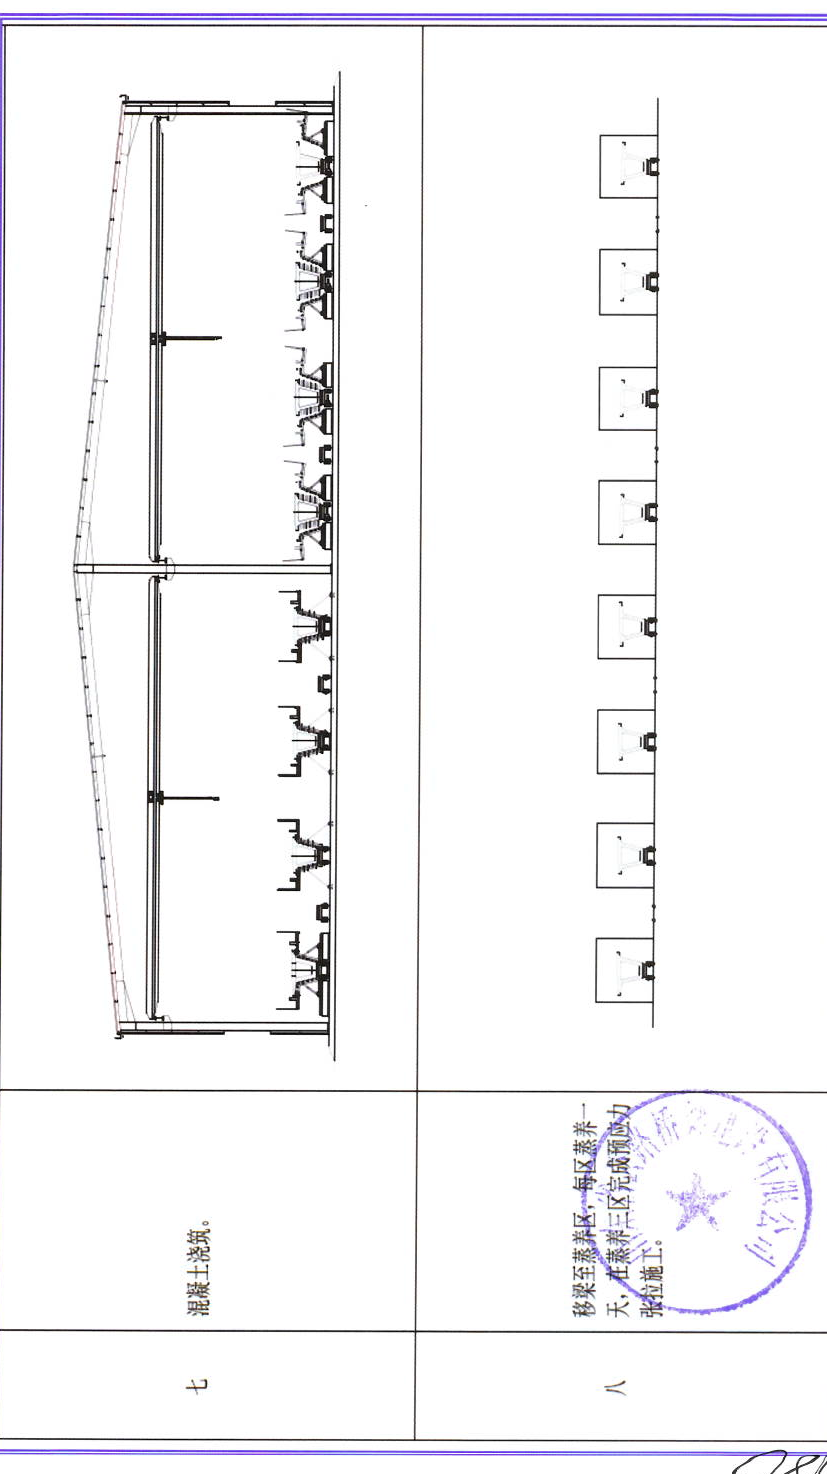 七
混凝土浇筑。
八
移梁至蒸养区，每区蒸养一
天，在蒸养三区完成预应力
张拉施工。